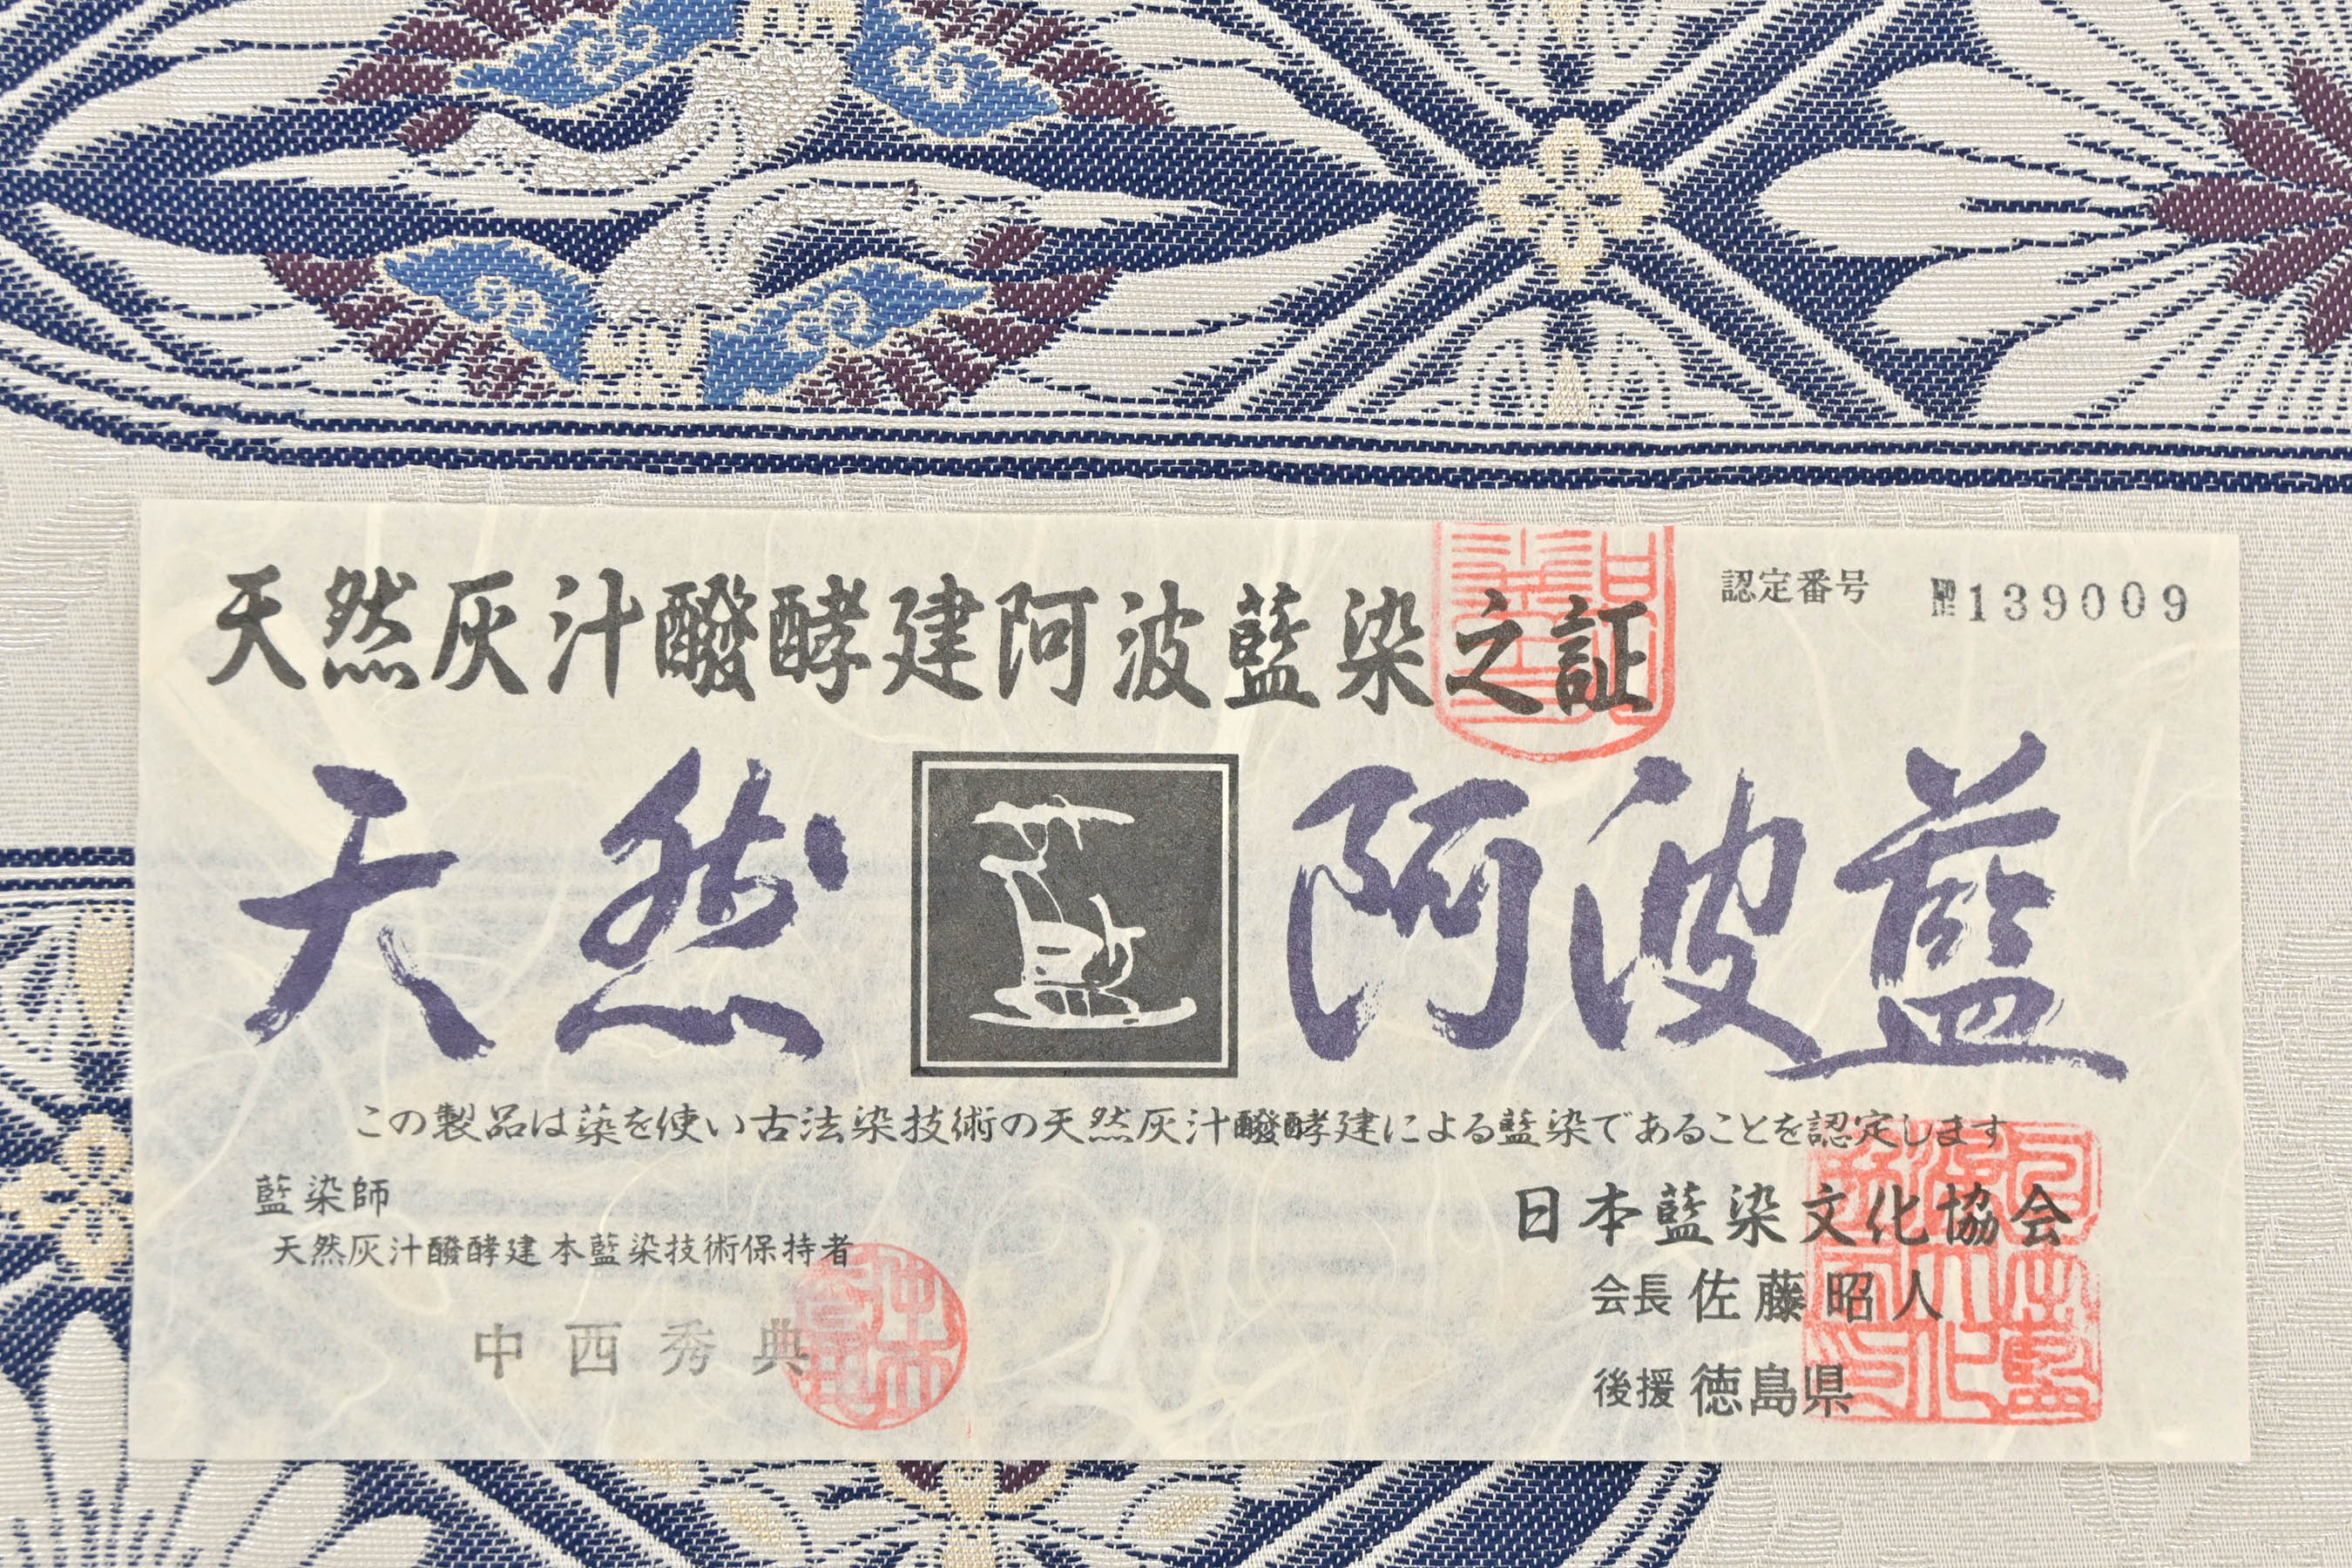 天然灰汁醱酵建阿波藍染之証
認定番号 №139009
天然 阿波藍
この製品は蒅を使い古法染技術の天然灰汁醱酵建による藍染であることを認定します
藍染師
天然灰汁醱酵建本藍染技術保持者
中西秀典
日本藍染文化協会
会長 佐藤昭人
後援 徳島県